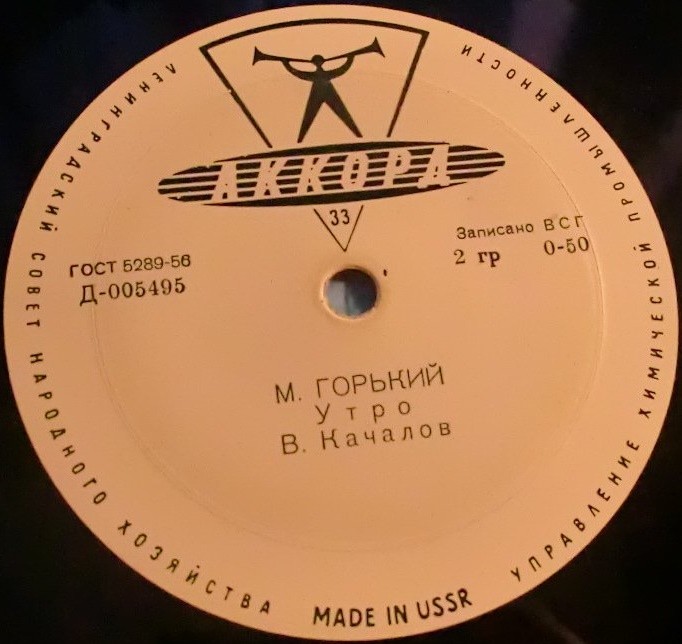 ЛЕНИНГРАДСКИЙ СОВЕТ НАРОДНОГО ХОЗЯЙСТВА
УПРАВЛЕНИЕ ХИМИЧЕСКОЙ ПРОМЫШЛЕННОСТИ
АККОРД
33
ГОСТ 5289-56
Д-005495
Записано ВСГ
2 гр 0-50
М. ГОРЬКИЙ
Утро
В. Качалов
MADE IN USSR